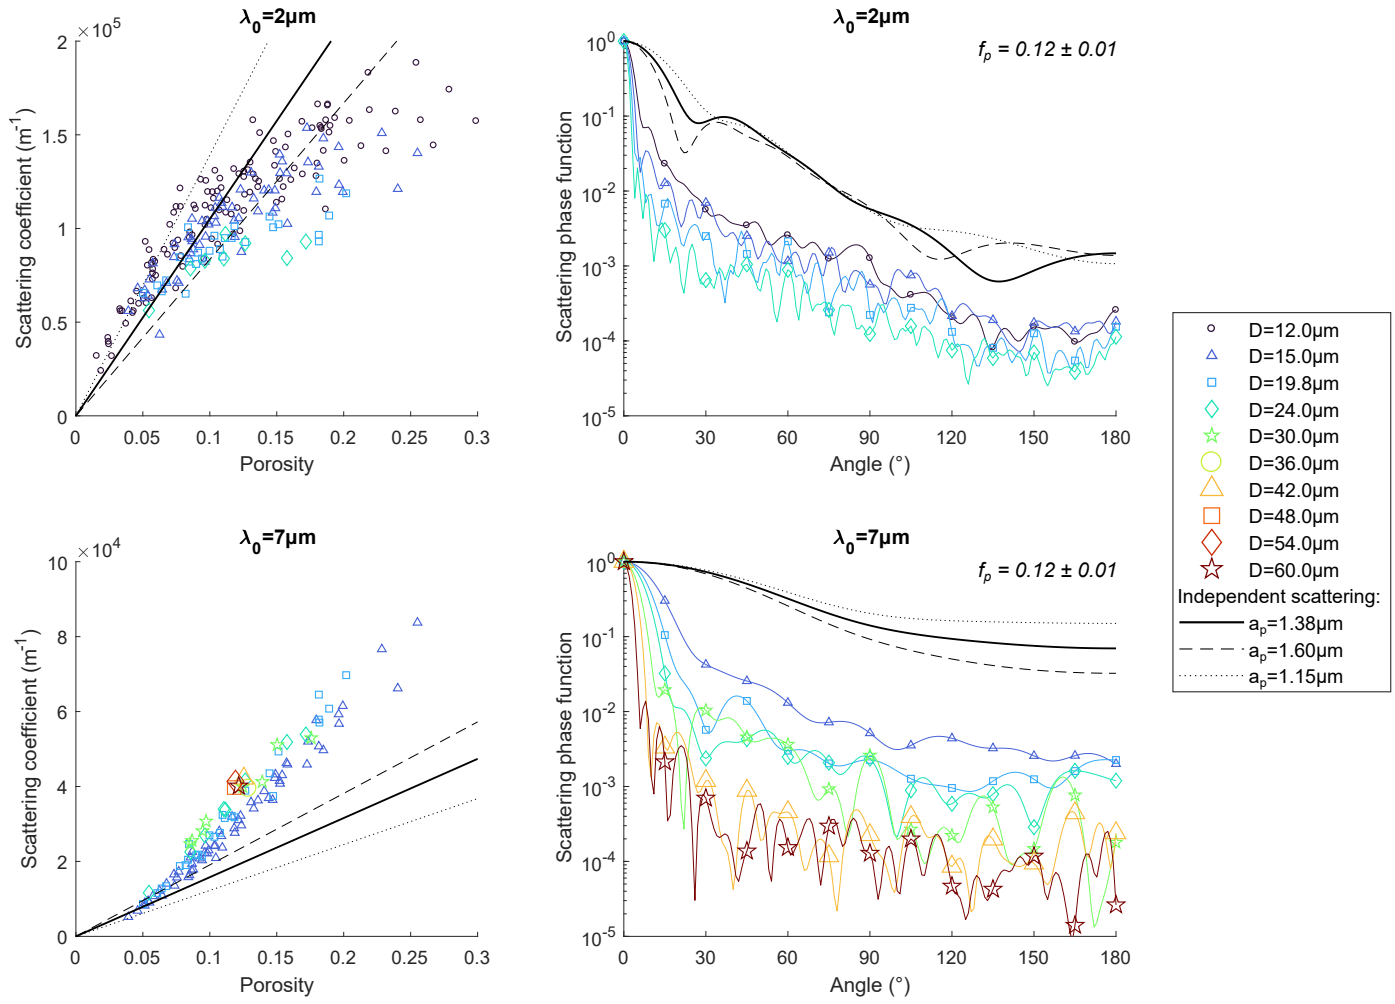 λ0=2μm
×10^5
2
1.5
1
0.5
0
0
0.05
0.1
0.15
0.2
0.25
0.3
Scattering coefficient (m^-1)
Porosity
λ0=2μm
fp = 0.12 ± 0.01
10^0
10^-1
10^-2
10^-3
10^-4
10^-5
0
30
60
90
120
150
180
Scattering phase function
Angle (°)
λ0=7μm
×10^4
10
8
6
4
2
0
0
0.05
0.1
0.15
0.2
0.25
0.3
Scattering coefficient (m^-1)
Porosity
λ0=7μm
fp = 0.12 ± 0.01
10^0
10^-1
10^-2
10^-3
10^-4
10^-5
0
30
60
90
120
150
180
Scattering phase function
Angle (°)
D=12.0μm
D=15.0μm
D=19.8μm
D=24.0μm
D=30.0μm
D=36.0μm
D=42.0μm
D=48.0μm
D=54.0μm
D=60.0μm
Independent scattering:
ap=1.38μm
ap=1.60μm
ap=1.15μm